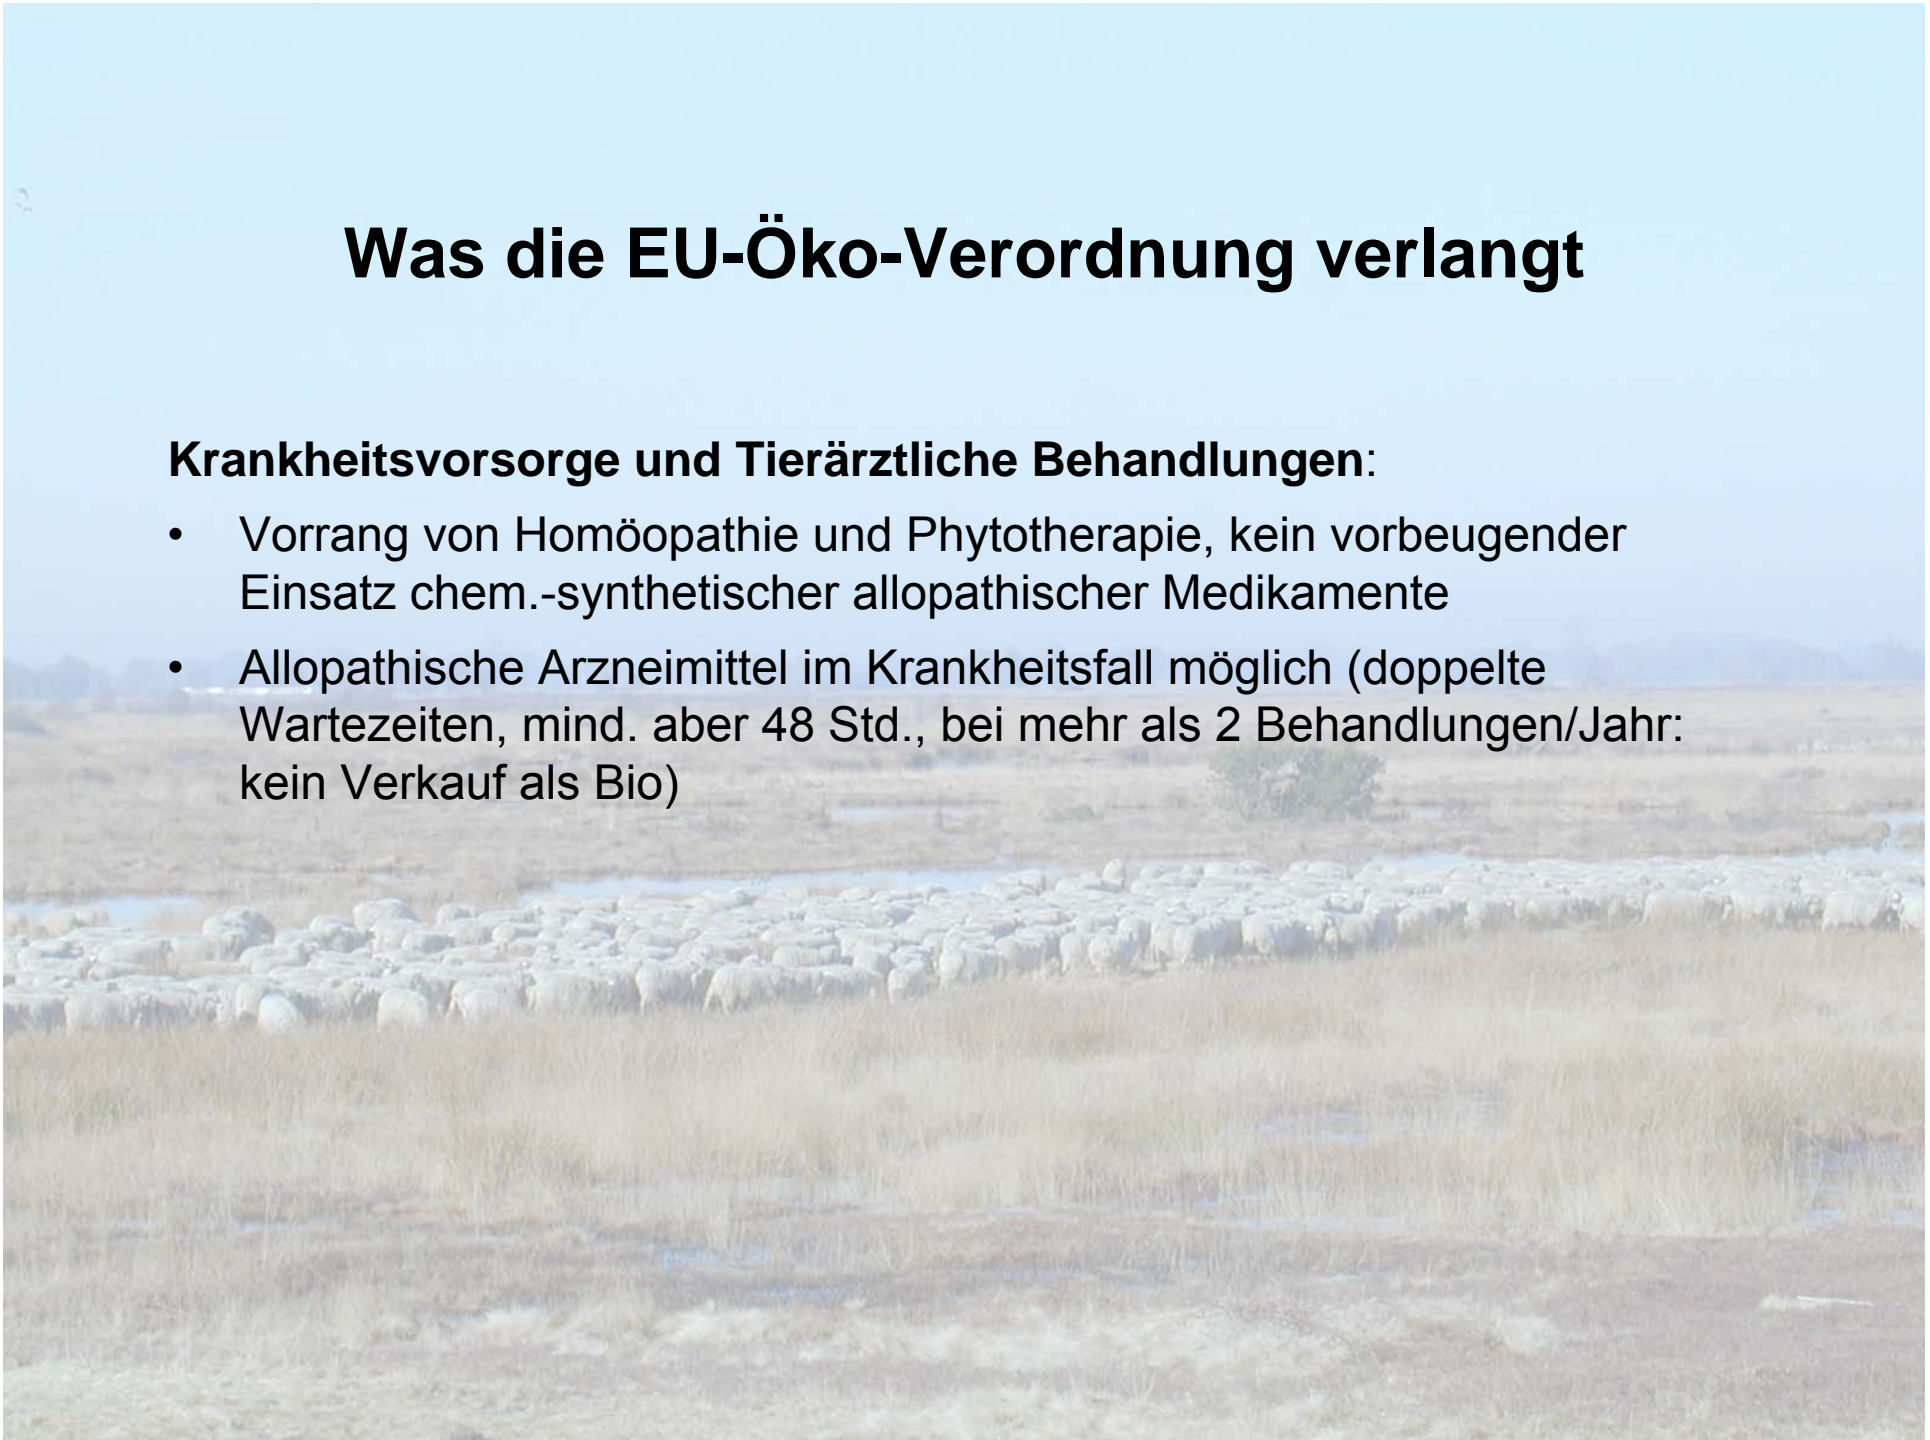 Was die EU-Öko-Verordnung verlangt
Krankheitsvorsorge und Tierärztliche Behandlungen:
• Vorrang von Homöopathie und Phytotherapie, kein vorbeugender
Einsatz chem.-synthetischer allopathischer Medikamente
• Allopathische Arzneimittel im Krankheitsfall möglich (doppelte
Wartezeiten, mind. aber 48 Std., bei mehr als 2 Behandlungen/Jahr:
kein Verkauf als Bio)